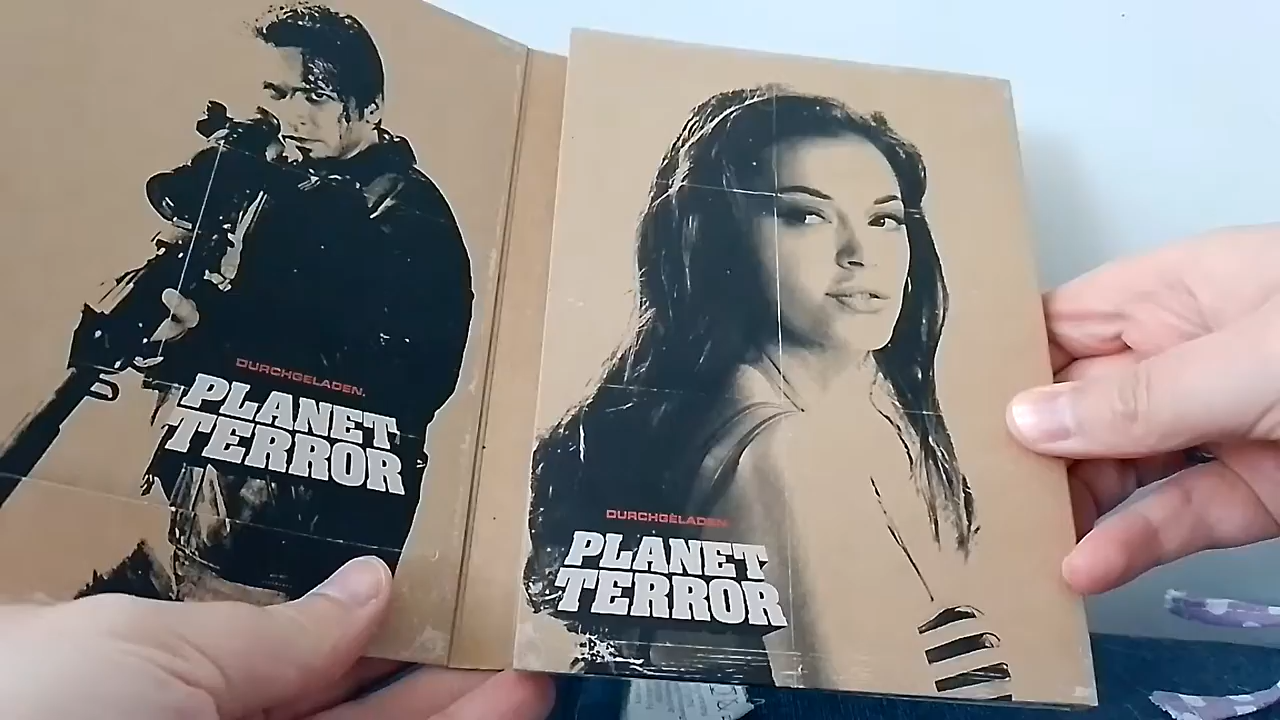 DURCHGELADEN.
PLANET
TERROR
DURCHGELADEN.
PLANET
TERROR